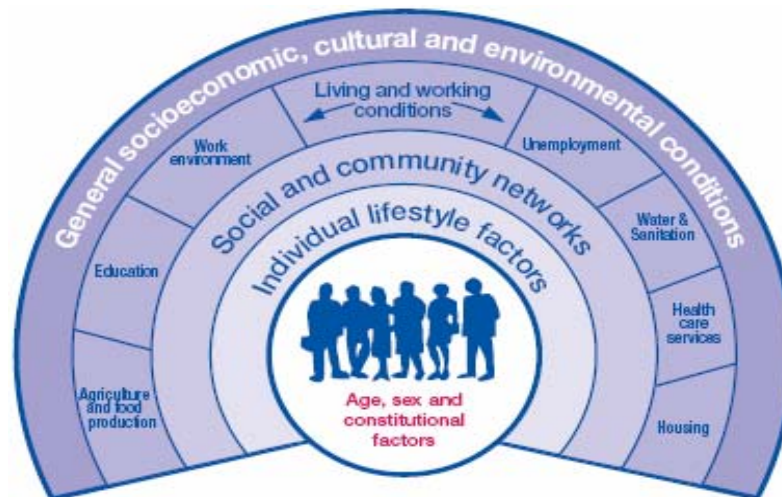 General socioeconomic, cultural and environmental conditions
Living and working
conditions
Work
environment
Unemployment
Social and community networks
Water &
Sanitation
Individual lifestyle factors
Education
Health
care
services
Agriculture
and food
production
Housing
Age, sex and
constitutional
factors